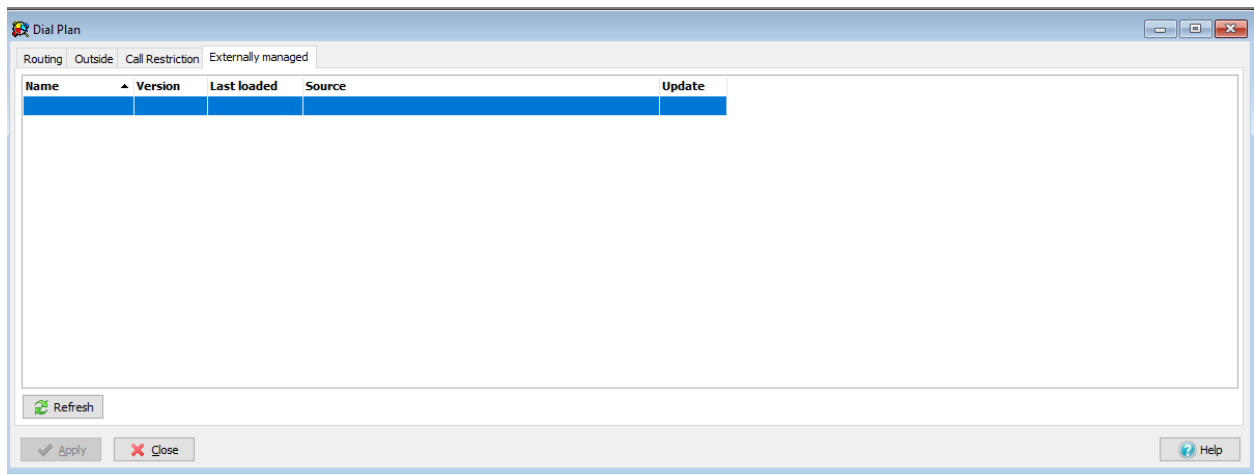 Dial Plan
Routing Outside Call Restriction Externally managed
Name Version Last loaded Source Update
Refresh
Apply Close Help